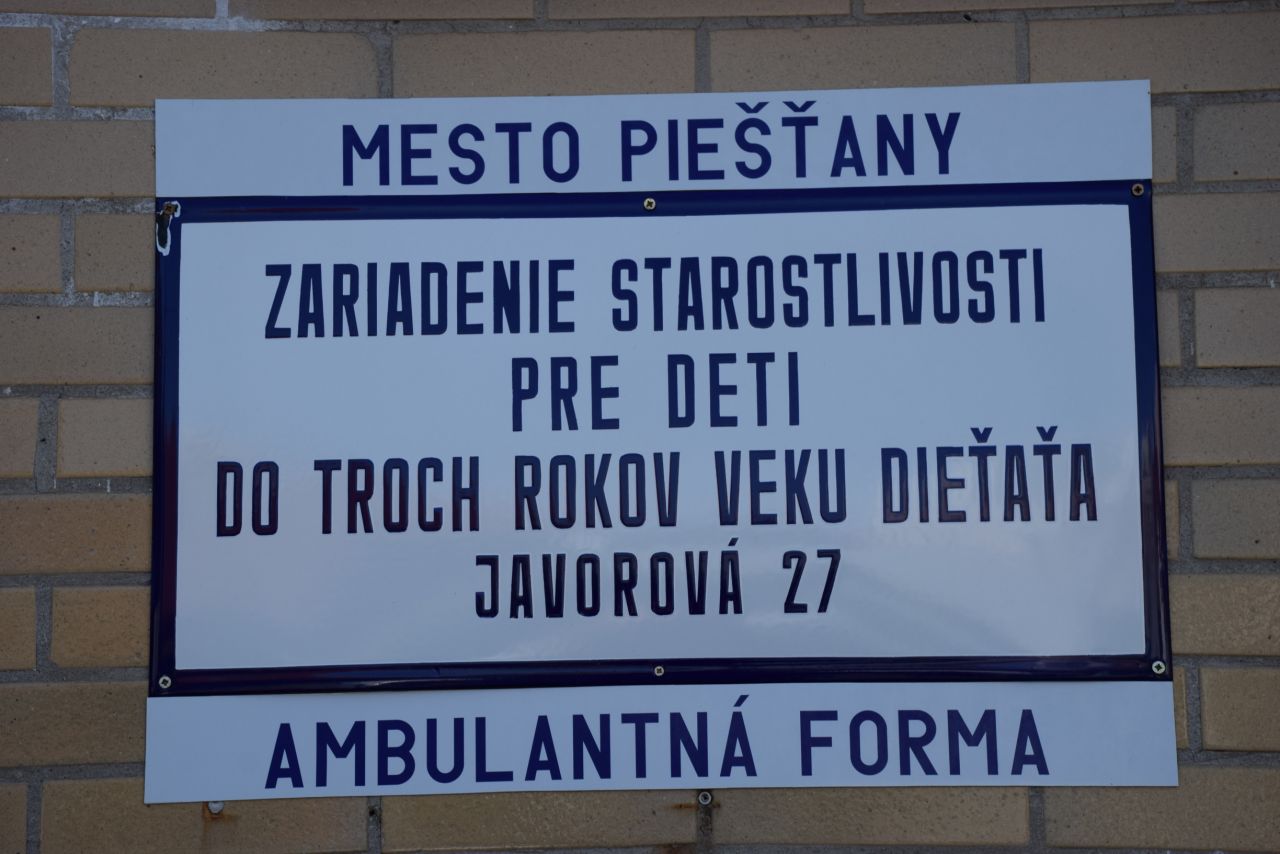 MESTO PIEŠŤANY
ZARIADENIE STAROSTLIVOSTI
PRE DETI
DO TROCH ROKOV VEKU DIEŤAŤA
JAVOROVÁ 27
AMBULANTNÁ FORMA